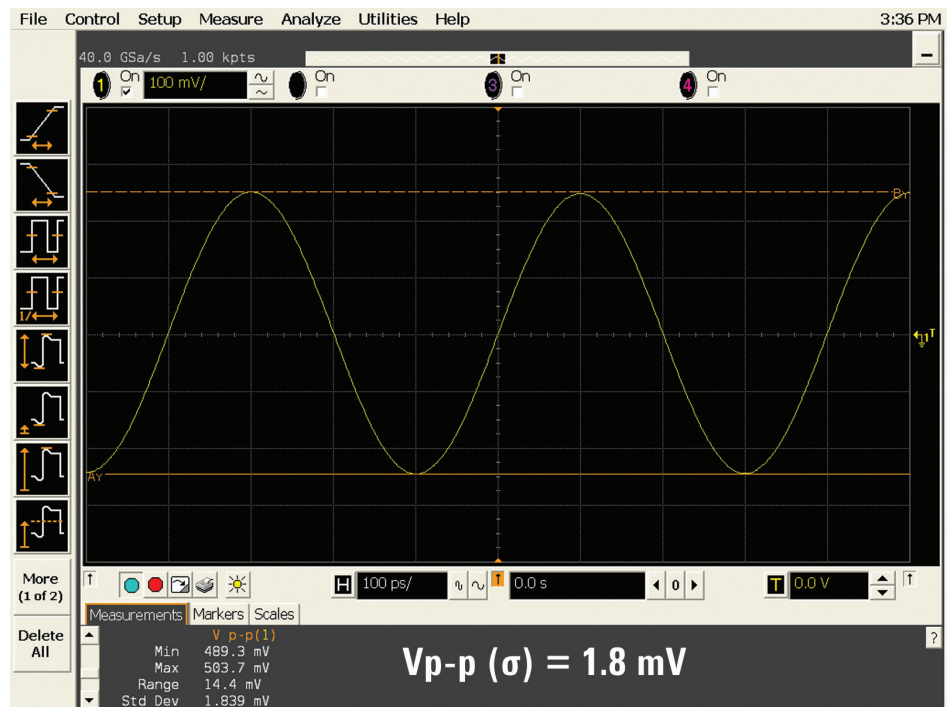 File Control Setup Measure Analyze Utilities Help 3:36 PM
40.0 GSa/s 1.00 kpts
1 On 100 mV/ On 3 On 4 On
By
T
Ay
1/
More
(1 of 2)
Delete
All
H 100 ps/ 0.0 s 0 T 0.0 V
Measurements Markers Scales
V p-p(1)
Min 489.3 mV
Max 503.7 mV
Range 14.4 mV
Std Dev 1.839 mV
Vp-p (σ) = 1.8 mV
?